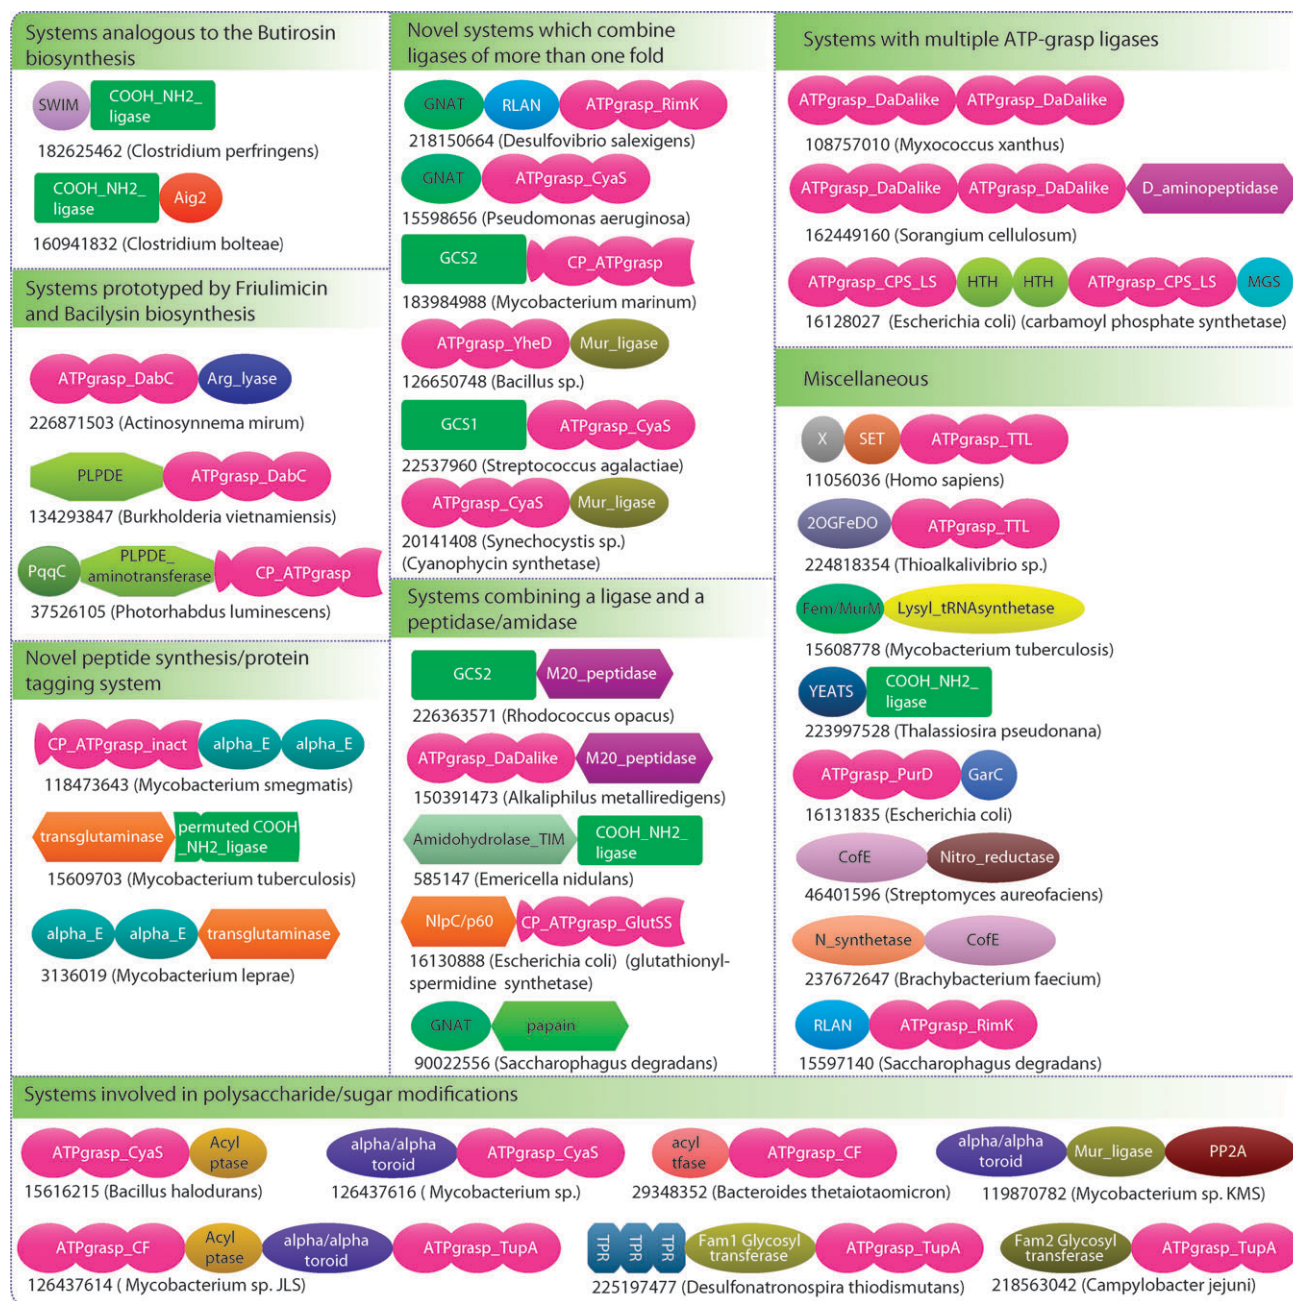 Systems analogous to the Butirosin
biosynthesis
SWIM
COOH_NH2_
ligase
182625462 (Clostridium perfringens)
COOH_NH2_
ligase
Aig2
160941832 (Clostridium bolteae)
Systems prototyped by Friulimicin
and Bacilysin biosynthesis
ATPgrasp_DabC
Arg_lyase
226871503 (Actinosynnema mirum)
PLPDE
ATPgrasp_DabC
134293847 (Burkholderia vietnamiensis)
PqqC
PLPDE_
aminotransferase
CP_ATPgrasp
37526105 (Photorhabdus luminescens)
Novel peptide synthesis/protein
tagging system
CP_ATPgrasp_inact
alpha_E
alpha_E
118473643 (Mycobacterium smegmatis)
transglutaminase
permuted COOH
_NH2_ligase
15609703 (Mycobacterium tuberculosis)
alpha_E
alpha_E
transglutaminase
3136019 (Mycobacterium leprae)
Novel systems which combine
ligases of more than one fold
GNAT
RLAN
ATPgrasp_RimK
218150664 (Desulfovibrio salexigens)
GNAT
ATPgrasp_CyaS
15598656 (Pseudomonas aeruginosa)
GCS2
CP_ATPgrasp
183984988 (Mycobacterium marinum)
ATPgrasp_YheD
Mur_ligase
126650748 (Bacillus sp.)
GCS1
ATPgrasp_CyaS
22537960 (Streptococcus agalactiae)
ATPgrasp_CyaS
Mur_ligase
20141408 (Synechocystis sp.)
(Cyanophycin synthetase)
Systems combining a ligase and a
peptidase/amidase
GCS2
M20_peptidase
226363571 (Rhodococcus opacus)
ATPgrasp_DaDalike
M20_peptidase
150391473 (Alkaliphilus metalliredigens)
Amidohydrolase_TIM
COOH_NH2_
ligase
585147 (Emericella nidulans)
NlpC/p60
CP_ATPgrasp_GlutSS
16130888 (Escherichia coli) (glutathionyl-
spermidine synthetase)
GNAT
papain
90022556 (Saccharophagus degradans)
Systems with multiple ATP-grasp ligases
ATPgrasp_DaDalike
ATPgrasp_DaDalike
108757010 (Myxococcus xanthus)
ATPgrasp_DaDalike
ATPgrasp_DaDalike
D_aminopeptidase
162449160 (Sorangium cellulosum)
ATPgrasp_CPS_LS
HTH
HTH
ATPgrasp_CPS_LS
MGS
16128027 (Escherichia coli) (carbamoyl phosphate synthetase)
Miscellaneous
X
SET
ATPgrasp_TTL
11056036 (Homo sapiens)
2OGFeDO
ATPgrasp_TTL
224818354 (Thioalkalivibrio sp.)
Fem/MurM
Lysyl_tRNAsynthetase
15608778 (Mycobacterium tuberculosis)
YEATS
COOH_NH2_
ligase
223997528 (Thalassiosira pseudonana)
ATPgrasp_PurD
GarC
16131835 (Escherichia coli)
CofE
Nitro_reductase
46401596 (Streptomyces aureofaciens)
N_synthetase
CofE
237672647 (Brachybacterium faecium)
RLAN
ATPgrasp_RimK
15597140 (Saccharophagus degradans)
Systems involved in polysaccharide/sugar modifications
ATPgrasp_CyaS
Acyl
ptase
15616215 (Bacillus halodurans)
alpha/alpha
toroid
ATPgrasp_CyaS
126437616 ( Mycobacterium sp.)
acyl
tfase
ATPgrasp_CF
29348352 (Bacteroides thetaiotaomicron)
alpha/alpha
toroid
Mur_ligase
PP2A
119870782 (Mycobacterium sp. KMS)
ATPgrasp_CF
Acyl
ptase
alpha/alpha
toroid
ATPgrasp_TupA
126437614 ( Mycobacterium sp. JLS)
TPR
TPR
TPR
Fam1 Glycosyl
transferase
ATPgrasp_TupA
225197477 (Desulfonatronospira thiodismutans)
Fam2 Glycosyl
transferase
ATPgrasp_TupA
218563042 (Campylobacter jejuni)